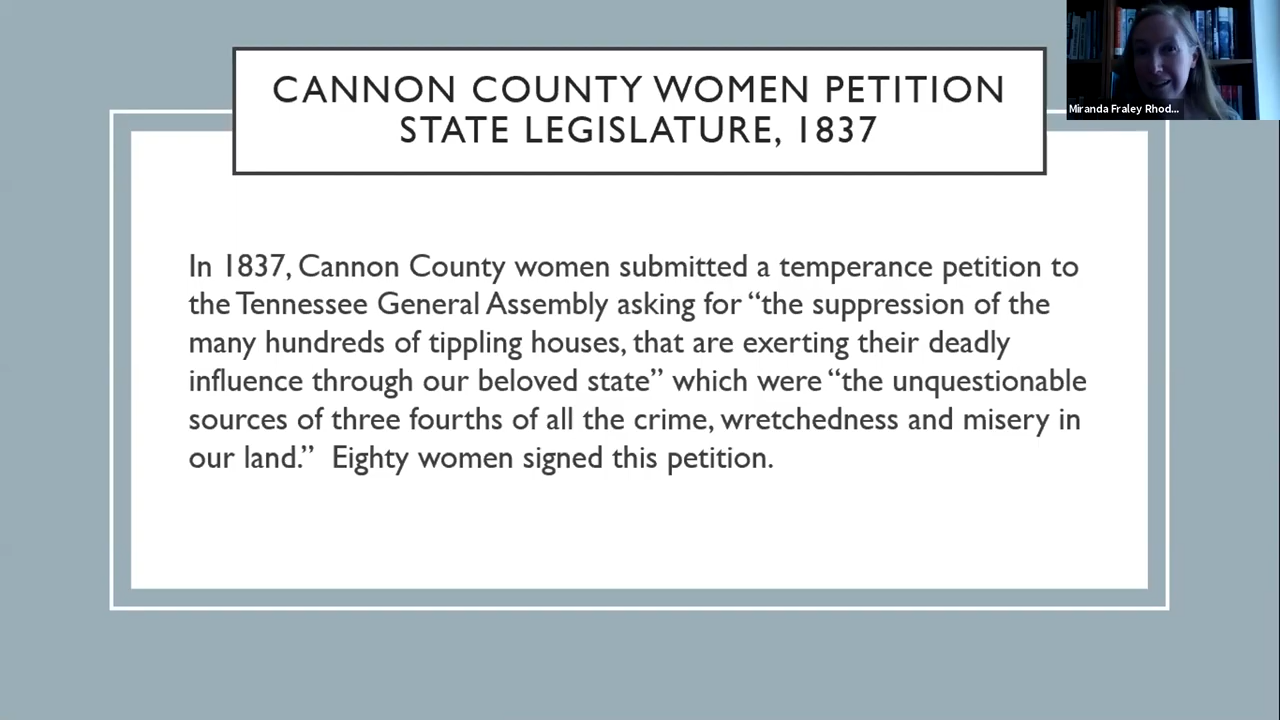 CANNON COUNTY WOMEN PETITION
STATE LEGISLATURE, 1837
Miranda Fraley Rhod...
In 1837, Cannon County women submitted a temperance petition to
the Tennessee General Assembly asking for “the suppression of the
many hundreds of tippling houses, that are exerting their deadly
influence through our beloved state” which were “the unquestionable
sources of three fourths of all the crime, wretchedness and misery in
our land.”  Eighty women signed this petition.